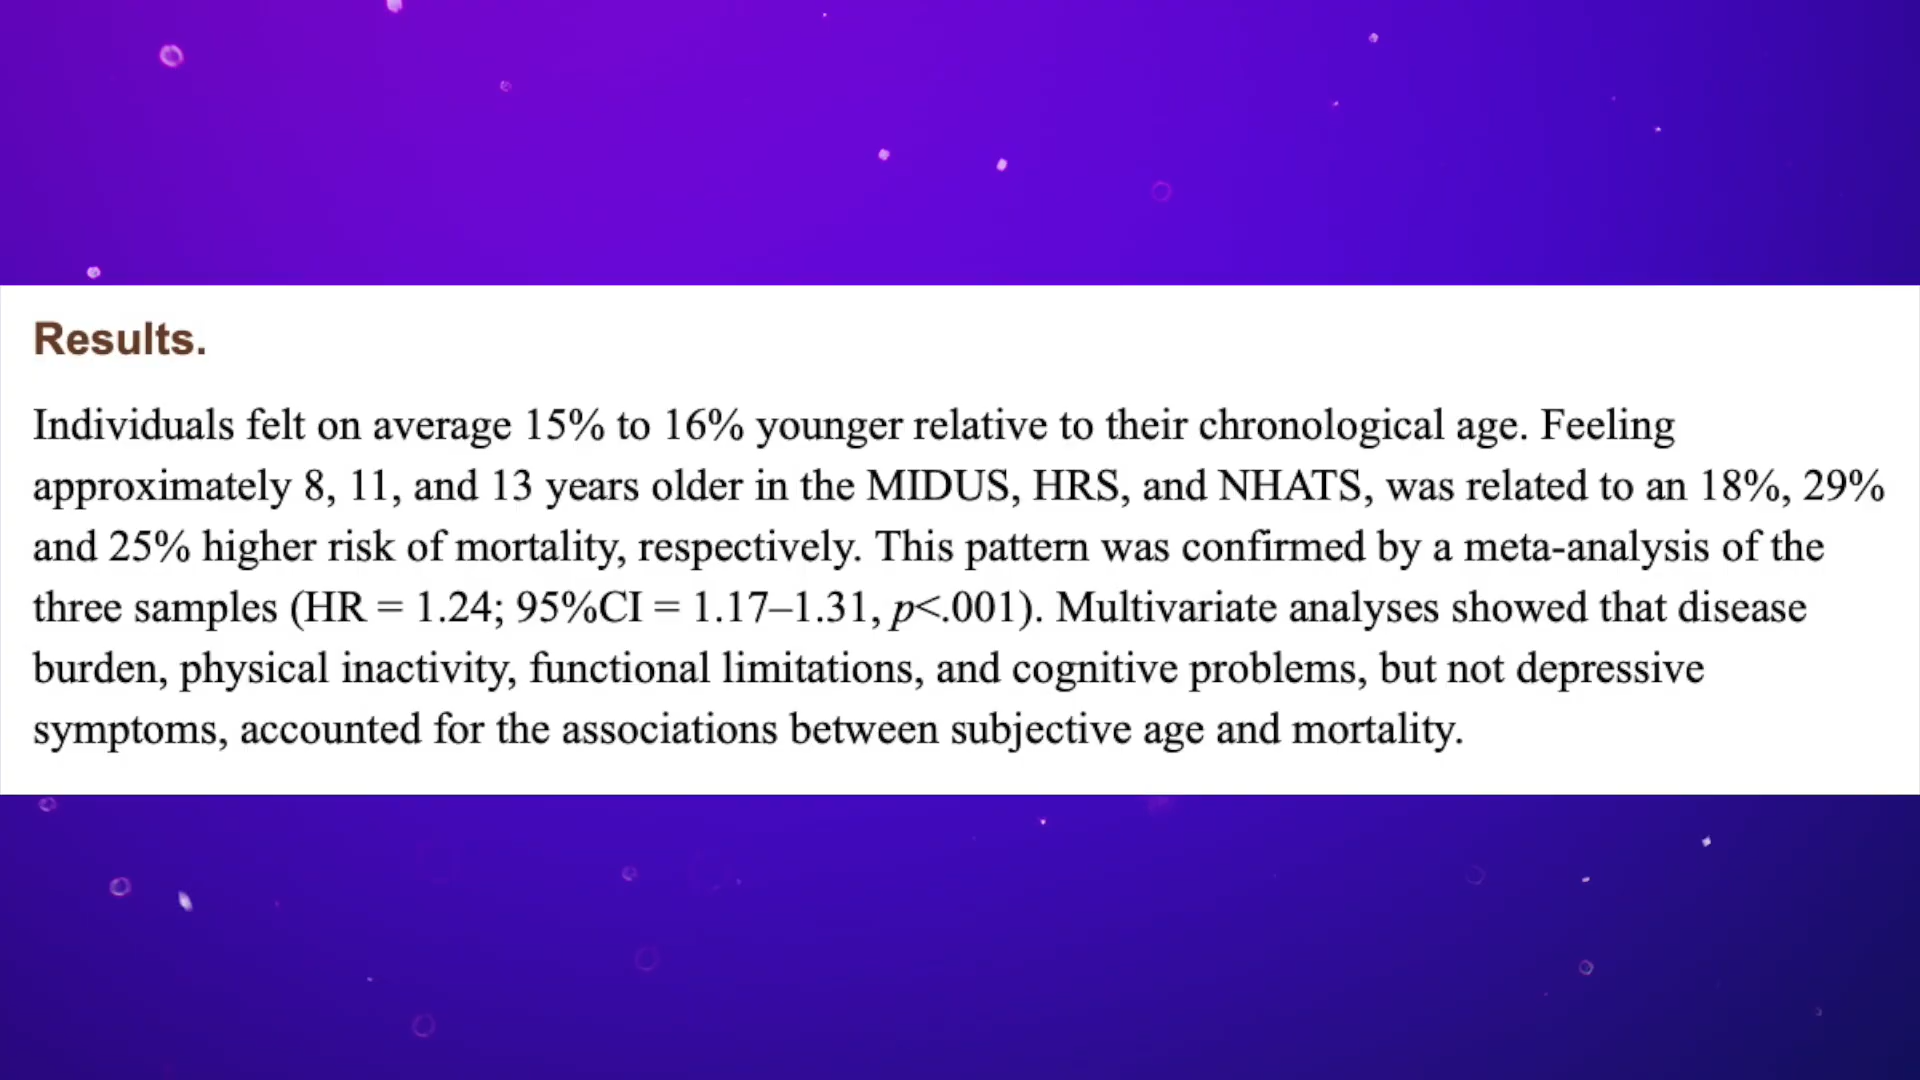 Results.
Individuals felt on average 15% to 16% younger relative to their chronological age. Feeling
approximately 8, 11, and 13 years older in the MIDUS, HRS, and NHATS, was related to an 18%, 29%
and 25% higher risk of mortality, respectively. This pattern was confirmed by a meta-analysis of the
three samples (HR = 1.24; 95%CI = 1.17–1.31, p<.001). Multivariate analyses showed that disease
burden, physical inactivity, functional limitations, and cognitive problems, but not depressive
symptoms, accounted for the associations between subjective age and mortality.